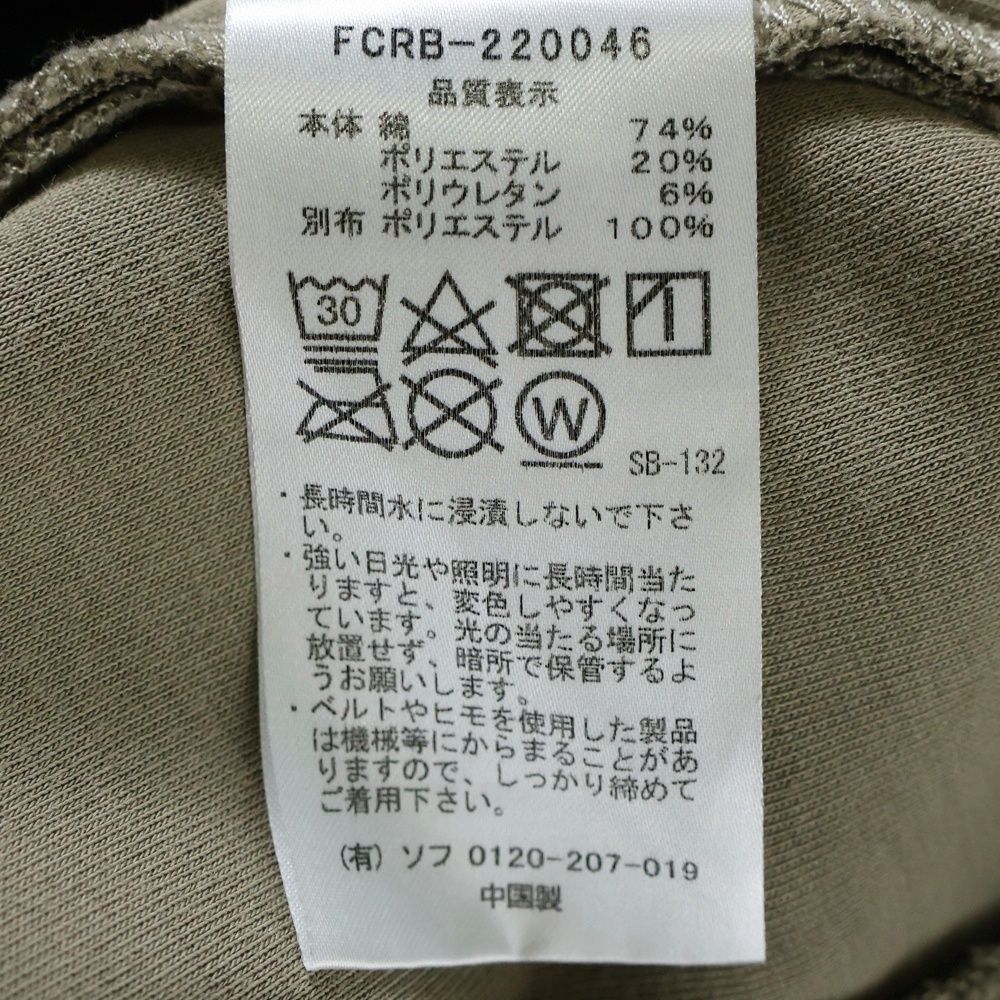 FCRB-220046
品質表示
本体 綿 74%
ポリエステル 20%
ポリウレタン 6%
別布 ポリエステル 100%
30
W
SB-132
・長時間水に浸漬しないで下さ
い。
・強い日光や照明に長時間当た
りますと、変色しやすくなっ
ています。光の当たる場所に
放置せず、暗所で保管するよ
うお願いします。
・ベルトやヒモを使用した製品
は機械等にからまることがあ
りますので、しっかり締めて
ご着用下さい。
(有) ソフ 0120-207-019
中国製